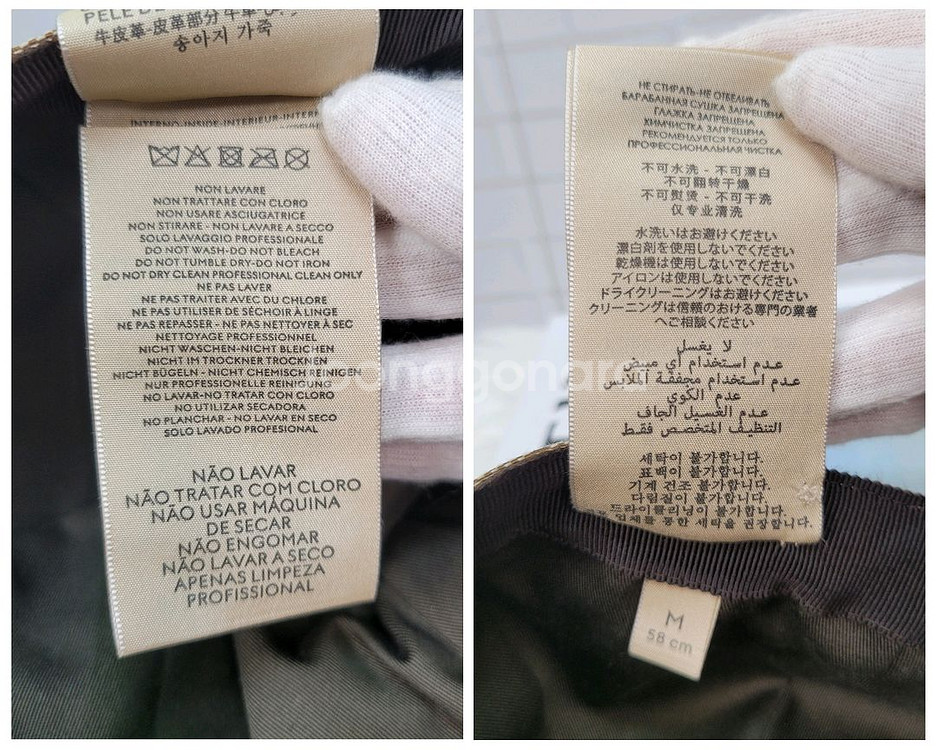 PELE DE
牛皮革-皮革部分 牛革
송아지 가죽
INTERNO-INSIDE-INTERIEUR-INTER
NON LAVARE
NON TRATTARE CON CLORO
NON USARE ASCIUGATRICE
NON STIRARE - NON LAVARE A SECCO
SOLO LAVAGGIO PROFESSIONALE
DO NOT WASH-DO NOT BLEACH
DO NOT TUMBLE DRY-DO NOT IRON
DO NOT DRY CLEAN PROFESSIONAL CLEAN ONLY
NE PAS LAVER
NE PAS TRAITER AVEC DU CHLORE
NE PAS UTILISER DE SÉCHOIR À LINGE
NE PAS REPASSER - NE PAS NETTOYER À SEC
NETTOYAGE PROFESSIONNEL
NICHT WASCHEN-NICHT BLEICHEN
NICHT IM TROCKNER TROCKNEN
NICHT BÜGELN - NICHT CHEMISCH REINIGEN
NUR PROFESSIONELLE REINIGUNG
NO LAVAR-NO TRATAR CON CLORO
NO UTILIZAR SECADORA
NO PLANCHAR - NO LAVAR EN SECO
SOLO LAVADO PROFESIONAL
NÃO LAVAR
NÃO TRATAR COM CLORO
NÃO USAR MÁQUINA
DE SECAR
NÃO ENGOMAR
NÃO LAVAR A SECO
APENAS LIMPEZA
PROFISSIONAL
НЕ СТИРАТЬ-НЕ ОТБЕЛИВАТЬ
БАРАБАННАЯ СУШКА ЗАПРЕЩЕНА
ГЛАЖКА ЗАПРЕЩЕНА
ХИМЧИСТКА ЗАПРЕЩЕНА
РЕКОМЕНДУЕТСЯ ТОЛЬКО
ПРОФЕССИОНАЛЬНАЯ ЧИСТКА
不可水洗 - 不可漂白
不可翻转干燥
不可熨烫 - 不可干洗
仅专业清洗
水洗いはお避けください
漂白剤を使用しないでください
乾燥機は使用しないでください
アイロンは使用しないでください
ドライクリーニングはお避けください
クリーニングは信頼のおける専門の業者
へご相談ください
لا يغسل
عدم استخدام أي مبيض
عدم استخدام مجففة الملابس
عدم الكوي
عدم الغسيل الجاف
التنظيف المتخصص فقط
세탁이 불가합니다.
표백이 불가합니다.
기계 건조 불가합니다.
다림질이 불가합니다.
드라이클리닝이 불가합니다.
업체를 통한 세탁을 권장합니다.
M
58 cm